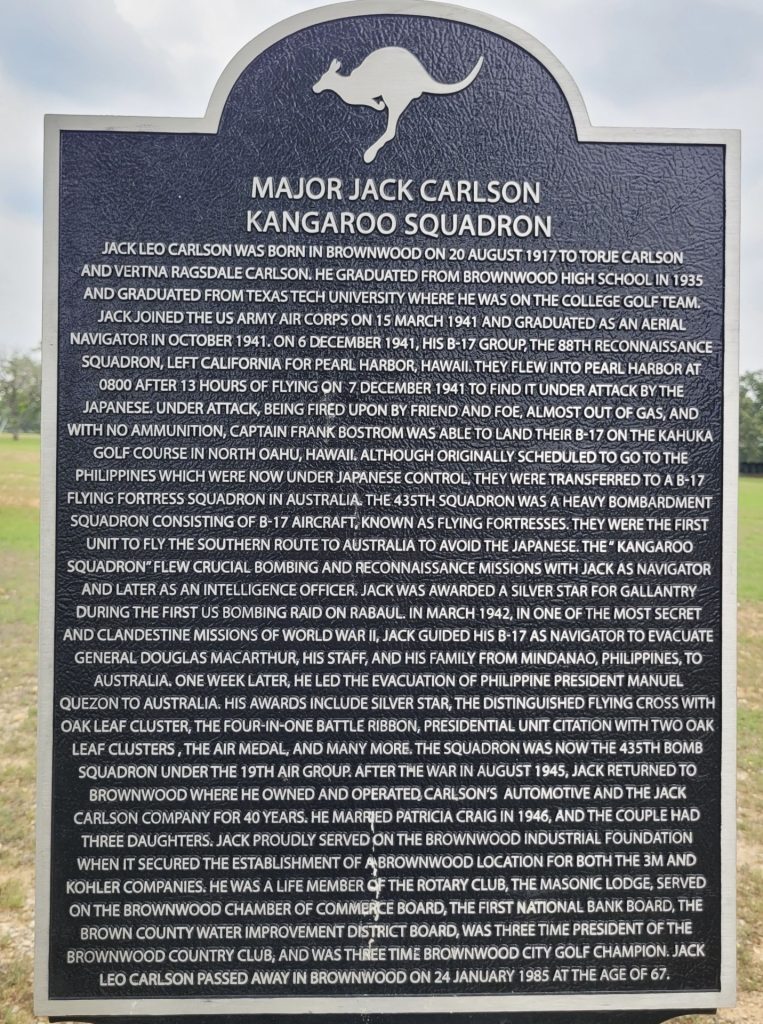 MAJOR JACK CARLSON
KANGAROO SQUADRON
JACK LEO CARLSON WAS BORN IN BROWNWOOD ON 20 AUGUST 1917 TO TORJE CARLSON
AND VERTNA RAGSDALE CARLSON. HE GRADUATED FROM BROWNWOOD HIGH SCHOOL IN 1935
AND GRADUATED FROM TEXAS TECH UNIVERSITY WHERE HE WAS ON THE COLLEGE GOLF TEAM.
JACK JOINED THE US ARMY AIR CORPS ON 15 MARCH 1941 AND GRADUATED AS AN AERIAL
NAVIGATOR IN OCTOBER 1941. ON 6 DECEMBER 1941, HIS B-17 GROUP, THE 88TH RECONNAISSANCE
SQUADRON, LEFT CALIFORNIA FOR PEARL HARBOR, HAWAII. THEY FLEW INTO PEARL HARBOR AT
0800 AFTER 13 HOURS OF FLYING ON 7 DECEMBER 1941 TO FIND IT UNDER ATTACK BY THE
JAPANESE. UNDER ATTACK, BEING FIRED UPON BY FRIEND AND FOE, ALMOST OUT OF GAS, AND
WITH NO AMMUNITION, CAPTAIN FRANK BOSTROM WAS ABLE TO LAND THEIR B-17 ON THE KAHUKA
GOLF COURSE IN NORTH OAHU, HAWAII. ALTHOUGH ORIGINALLY SCHEDULED TO GO TO THE
PHILIPPINES WHICH WERE NOW UNDER JAPANESE CONTROL, THEY WERE TRANSFERRED TO A B-17
FLYING FORTRESS SQUADRON IN AUSTRALIA. THE 435TH SQUADRON WAS A HEAVY BOMBARDMENT
SQUADRON CONSISTING OF B-17 AIRCRAFT, KNOWN AS FLYING FORTRESSES. THEY WERE THE FIRST
UNIT TO FLY THE SOUTHERN ROUTE TO AUSTRALIA TO AVOID THE JAPANESE. THE " KANGAROO
SQUADRON" FLEW CRUCIAL BOMBING AND RECONNAISSANCE MISSIONS WITH JACK AS NAVIGATOR
AND LATER AS AN INTELLIGENCE OFFICER. JACK WAS AWARDED A SILVER STAR FOR GALLANTRY
DURING THE FIRST US BOMBING RAID ON RABAUL. IN MARCH 1942, IN ONE OF THE MOST SECRET
AND CLANDESTINE MISSIONS OF WORLD WAR II, JACK GUIDED HIS B-17 AS NAVIGATOR TO EVACUATE
GENERAL DOUGLAS MACARTHUR, HIS STAFF, AND HIS FAMILY FROM MINDANAO, PHILIPPINES, TO
AUSTRALIA. ONE WEEK LATER, HE LED THE EVACUATION OF PHILIPPINE PRESIDENT MANUEL
QUEZON TO AUSTRALIA. HIS AWARDS INCLUDE SILVER STAR, THE DISTINGUISHED FLYING CROSS WITH
OAK LEAF CLUSTER, THE FOUR-IN-ONE BATTLE RIBBON, PRESIDENTIAL UNIT CITATION WITH TWO OAK
LEAF CLUSTERS , THE AIR MEDAL, AND MANY MORE. THE SQUADRON WAS NOW THE 435TH BOMB
SQUADRON UNDER THE 19TH AIR GROUP. AFTER THE WAR IN AUGUST 1945, JACK RETURNED TO
BROWNWOOD WHERE HE OWNED AND OPERATED CARLSON'S AUTOMOTIVE AND THE JACK
CARLSON COMPANY FOR 40 YEARS. HE MARRIED PATRICIA CRAIG IN 1946, AND THE COUPLE HAD
THREE DAUGHTERS. JACK PROUDLY SERVED ON THE BROWNWOOD INDUSTRIAL FOUNDATION
WHEN IT SECURED THE ESTABLISHMENT OF A BROWNWOOD LOCATION FOR BOTH THE 3M AND
KOHLER COMPANIES. HE WAS A LIFE MEMBER OF THE ROTARY CLUB, THE MASONIC LODGE, SERVED
ON THE BROWNWOOD CHAMBER OF COMMERCE BOARD, THE FIRST NATIONAL BANK BOARD, THE
BROWN COUNTY WATER IMPROVEMENT DISTRICT BOARD, WAS THREE TIME PRESIDENT OF THE
BROWNWOOD COUNTRY CLUB, AND WAS THREE TIME BROWNWOOD CITY GOLF CHAMPION. JACK
LEO CARLSON PASSED AWAY IN BROWNWOOD ON 24 JANUARY 1985 AT THE AGE OF 67.